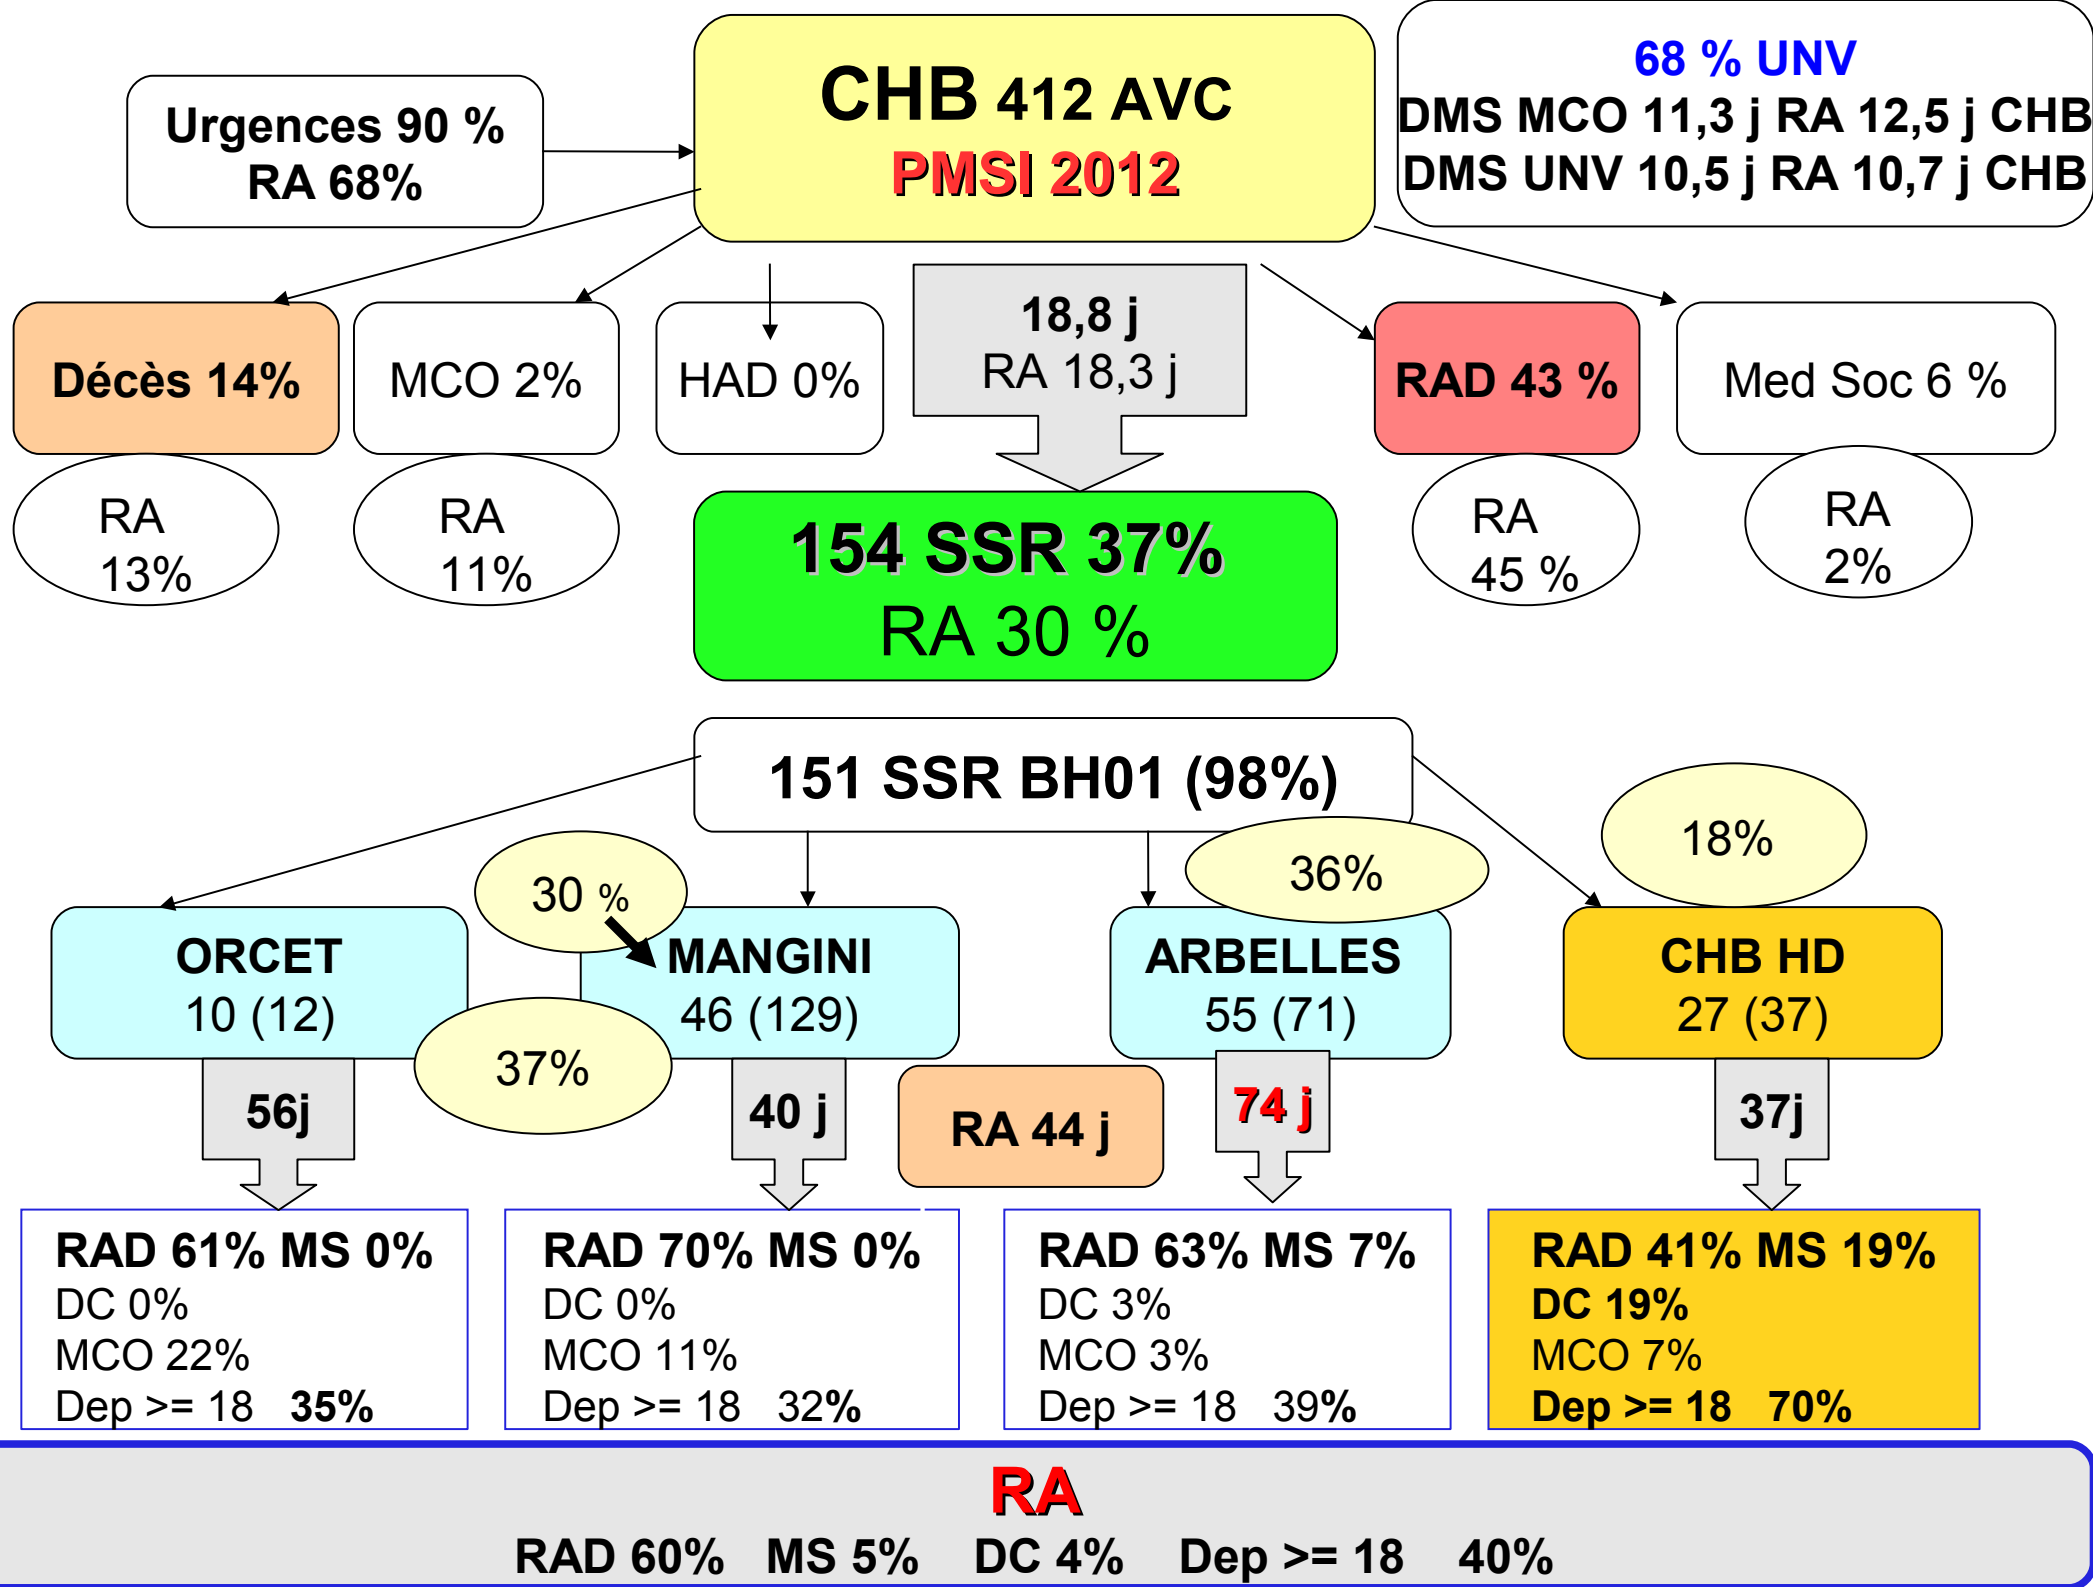 Urgences 90 %
RA 68%
CHB 412 AVC
PMSI 2012
68 % UNV
DMS MCO 11,3 j RA 12,5 j CHB
DMS UNV 10,5 j RA 10,7 j CHB
Décès 14%
MCO 2%
HAD 0%
18,8 j
RA 18,3 j
RAD 43 %
Med Soc 6 %
RA
13%
RA
11%
RA
45 %
RA
2%
154 SSR 37%
RA 30 %
151 SSR BH01 (98%)
30 %
36%
18%
ORCET
10 (12)
MANGINI
46 (129)
ARBELLES
55 (71)
CHB HD
27 (37)
37%
56j
40 j
RA 44 j
74 j
37j
RAD 61% MS 0%
DC 0%
MCO 22%
Dep >= 18 35%
RAD 70% MS 0%
DC 0%
MCO 11%
Dep >= 18 32%
RAD 63% MS 7%
DC 3%
MCO 3%
Dep >= 18 39%
RAD 41% MS 19%
DC 19%
MCO 7%
Dep >= 18 70%
RA
RAD 60% MS 5% DC 4% Dep >= 18 40%